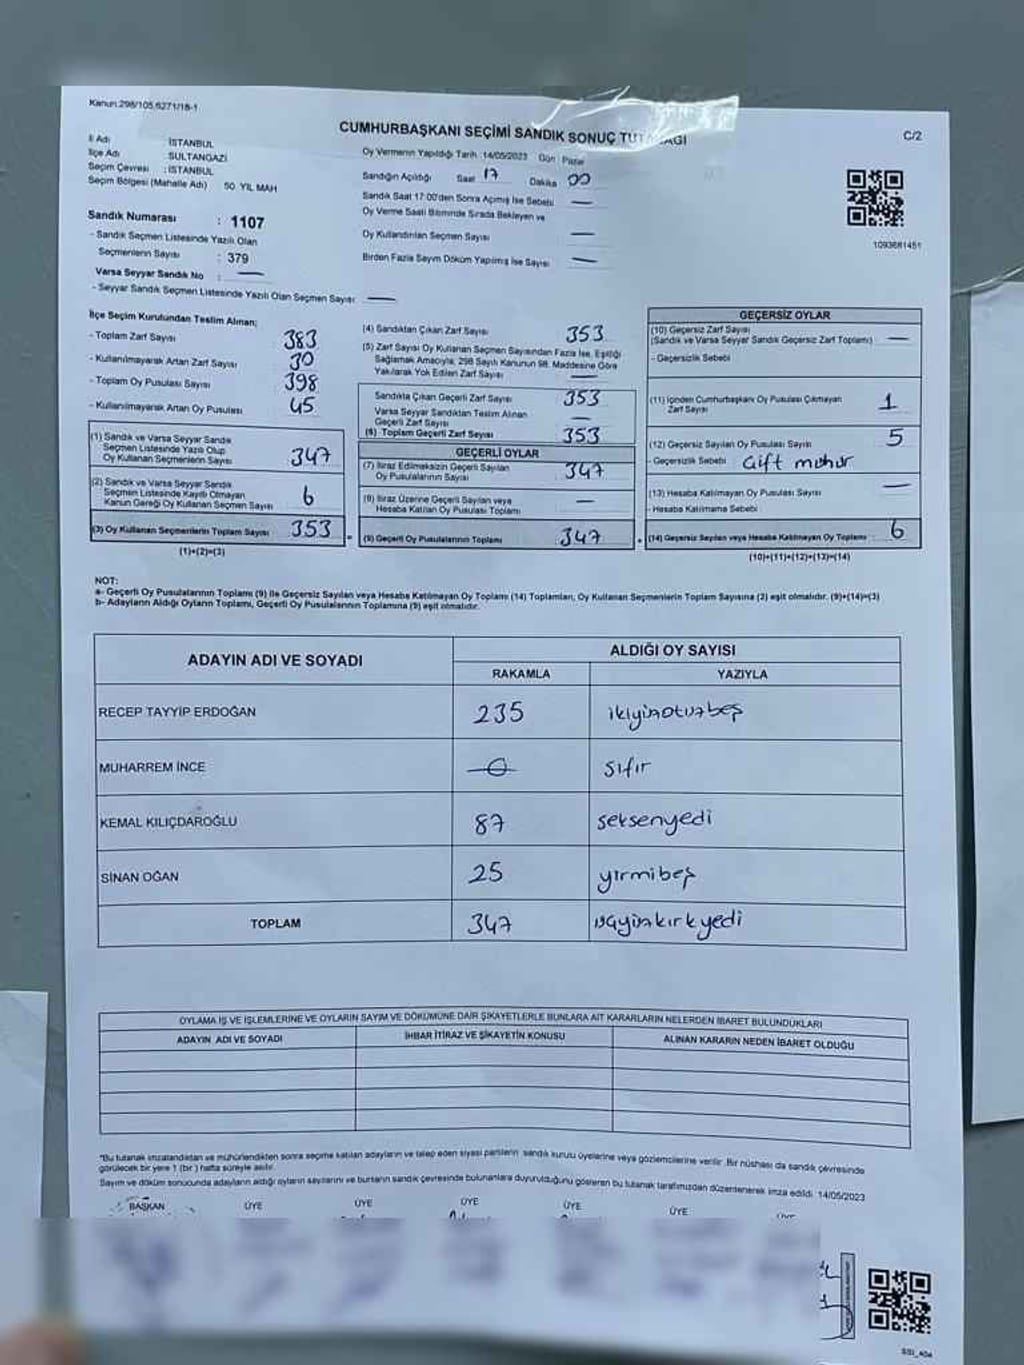 Kanun:298/105,6271/18-1
CUMHURBAŞKANI SEÇİMİ SANDIK SONUÇ
C/2
İl Adı : İSTANBUL
İlçe Adı : SULTANGAZİ
Seçim Çevresi : İSTANBUL
Seçim Bölgesi (Mahalle Adı) 50. YIL MAH
Oy Vermenin Yapıldığı Tarih :14/05/2023 Gün : Pazar
Sandığın Açıldığı Saat 17 Dakika 00
Sandık Saat 17:00'den Sonra Açımış İse Sebebi —
Oy Verme Saati Bitiminde Sırada Bekleyen ve
Oy Kullandırılan Seçmen Sayısı —
Birden Fazla Sayım Döküm Yapılmış İse Sayısı —
1093681451
Sandık Numarası : 1107
- Sandık Seçmen Listesinde Yazılı Olan
Seçmenlerin Sayısı : 379
Varsa Seyyar Sandık No : —
- Seyyar Sandık Seçmen Listesinde Yazılı Olan Seçmen Sayısı —
İlçe Seçim Kurulundan Teslim Alınan;
- Toplam Zarf Sayısı 383
- Kullanılmayarak Artan Zarf Sayısı 30
- Toplam Oy Pusulası Sayısı 398
- Kullanılmayarak Artan Oy Pusulası 45
(1) Sandık ve Varsa Seyyar Sandık
Seçmen Listesinde Yazılı Olup
Oy Kullanan Seçmenlerin Sayısı 347
(2) Sandık ve Varsa Seyyar Sandık
Seçmen Listesinde Kayıtlı Olmayan
Kanun Gereği Oy Kullanan Seçmen Sayısı 6
(3) Oy Kullanan Seçmenlerin Toplam Sayısı 353
(1)+(2)=(3)
(4) Sandıktan Çıkan Zarf Sayısı 353
(5) Zarf Sayısı Oy Kullanan Seçmen Sayısından Fazla İse, Eşitliği
Sağlamak Amacıyla, 298 Sayılı Kanunun 98. Maddesine Göre
Yakılarak Yok Edilen Zarf Sayısı —
Sandıkta Çıkan Geçerli Zarf Sayısı 353
Varsa Seyyar Sandıktan Teslim Alınan
Geçerli Zarf Sayısı —
(6) Toplam Geçerli Zarf Sayısı 353
GEÇERLİ OYLAR
(7) İtiraz Edilmeksizin Geçerli Sayılan
Oy Pusulalarının Sayısı 347
(8) İtiraz Üzerine Geçerli Sayılan veya
Hesaba Katılan Oy Pusulası Toplamı —
(9) Geçerli Oy Pusulalarının Toplamı 347
GEÇERSİZ OYLAR
(10) Geçersiz Zarf Sayısı
(Sandık ve Varsa Seyyar Sandık Geçersiz Zarf Toplamı) —
- Geçersizlik Sebebi
(11) İçinden Cumhurbaşkanı Oy Pusulası Çıkmayan
Zarf Sayısı 1
(12) Geçersiz Sayılan Oy Pusulası Sayısı 5
- Geçersizlik Sebebi Çift mühür
(13) Hesaba Katılmayan Oy Pusulası Sayısı —
- Hesaba Katılmama Sebebi
(14) Geçersiz Sayılan veya Hesaba Katılmayan Oy Toplamı : 6
(10)+(11)+(12)+(13)=(14)
NOT:
a- Geçerli Oy Pusulalarının Toplamı (9) ile Geçersiz Sayılan veya Hesaba Katılmayan Oy Toplamı (14) Toplamları, Oy Kullanan Seçmenlerin Toplam Sayısına (3) eşit olmalıdır. (9)+(14)=(3)
b- Adayların Aldığı Oyların Toplamı, Geçerli Oy Pusulalarının Toplamına (9) eşit olmalıdır.
ADAYIN ADI VE SOYADI
ALDIĞI OY SAYISI
RAKAMLA YAZIYLA
RECEP TAYYİP ERDOĞAN 235 ikiyüzotuzbeş
MUHARREM İNCE 0 sıfır
KEMAL KILIÇDAROĞLU 87 seksenyedi
SİNAN OĞAN 25 yirmibeş
TOPLAM 347 üçyüzkırkyedi
OYLAMA İŞ VE İŞLEMLERİNE VE OYLARIN SAYIM VE DÖKÜMÜNE DAİR ŞİKAYETLERLE BUNLARA AİT KARARLARIN NELERDEN İBARET BULUNDUKLARI
ADAYIN ADI VE SOYADI İHBAR İTİRAZ VE ŞİKAYETİN KONUSU ALINAN KARARIN NEDEN İBARET OLDUĞU
*Bu tutanak imzalandıktan ve mühürlendikten sonra seçime katılan adayların ve talep eden siyasi partilerin sandık kurulu üyelerine veya gözlemcilerine verilir. Bir nüshası da sandık çevresinde
görülecek bir yere 1 (bir) hafta süreyle asılır.
Sayım ve döküm sonucunda adayların aldığı oyların sayılarını ve bunların sandık çevresinde bulunanlara duyurulduğunu gösteren bu tutanak tarafımızdan düzenlenerek imza edildi. 14/05/2023
BAŞKAN ÜYE ÜYE ÜYE ÜYE ÜYE